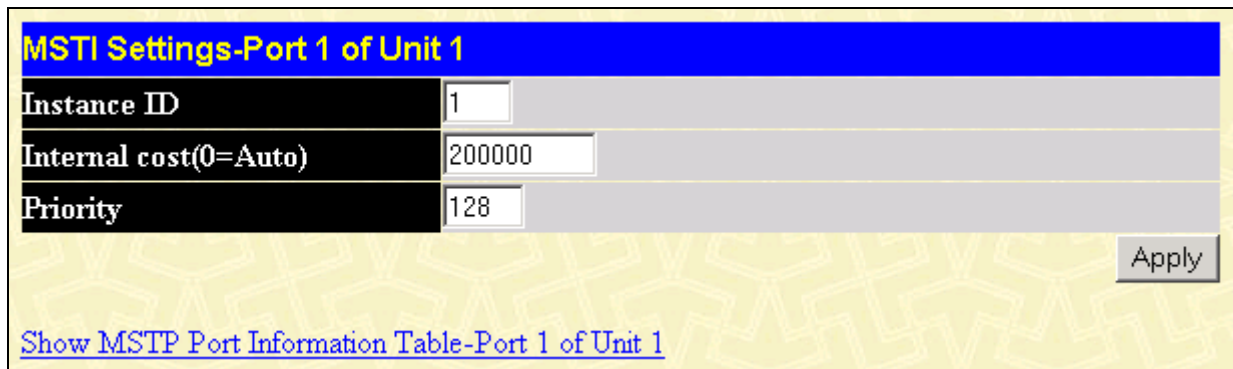 MSTI Settings-Port 1 of Unit 1
Instance ID 1
Internal cost(0=Auto) 200000
Priority 128
Apply
Show MSTP Port Information Table-Port 1 of Unit 1